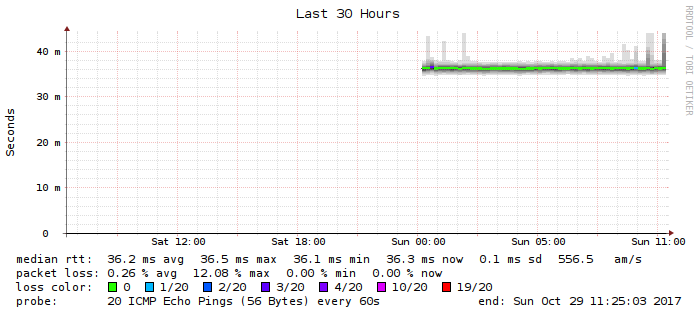 Last 30 Hours
RRDTOOL / TOBI OETIKER
Seconds
40 m
30 m
20 m
10 m
0
Sat 12:00 Sat 18:00 Sun 00:00 Sun 05:00 Sun 11:00
median rtt: 36.2 ms avg 36.5 ms max 36.1 ms min 36.3 ms now 0.1 ms sd 556.5 am/s
packet loss: 0.26 % avg 12.08 % max 0.00 % min 0.00 % now
loss color: 0 1/20 2/20 3/20 4/20 10/20 19/20
probe: 20 ICMP Echo Pings (56 Bytes) every 60s end: Sun Oct 29 11:25:03 2017